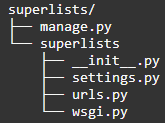 superlists/
├── manage.py
└── superlists
    ├── __init__.py
    ├── settings.py
    ├── urls.py
    └── wsgi.py